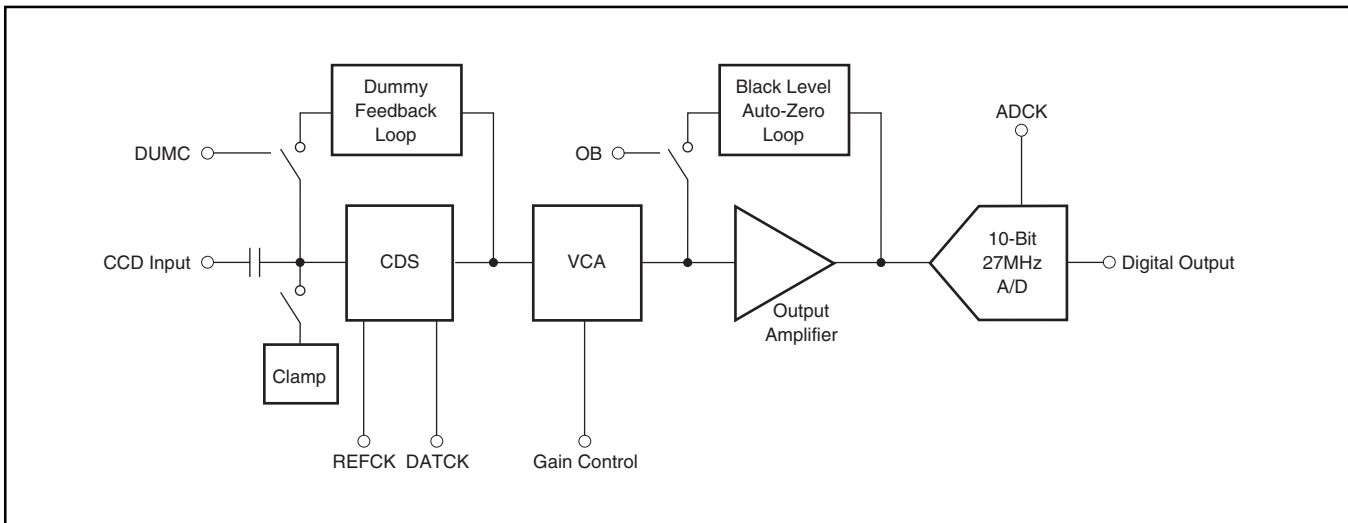 Dummy
Feedback
Loop
Black Level
Auto-Zero
Loop
ADCK
DUMC
OB
CCD Input
CDS
VCA
10-Bit
27MHz
A/D
Digital Output
Output
Amplifier
Clamp
REFCK
DATCK
Gain Control